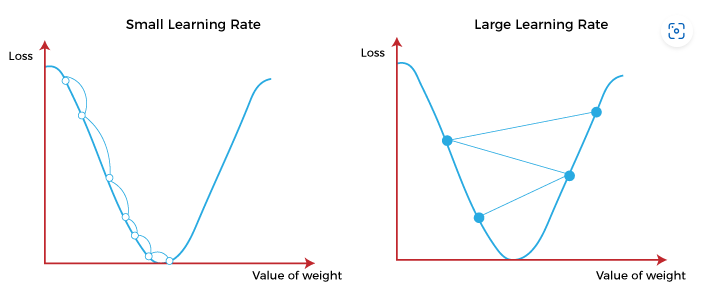 Small Learning Rate
Loss
Value of weight
Large Learning Rate
Loss
Value of weight